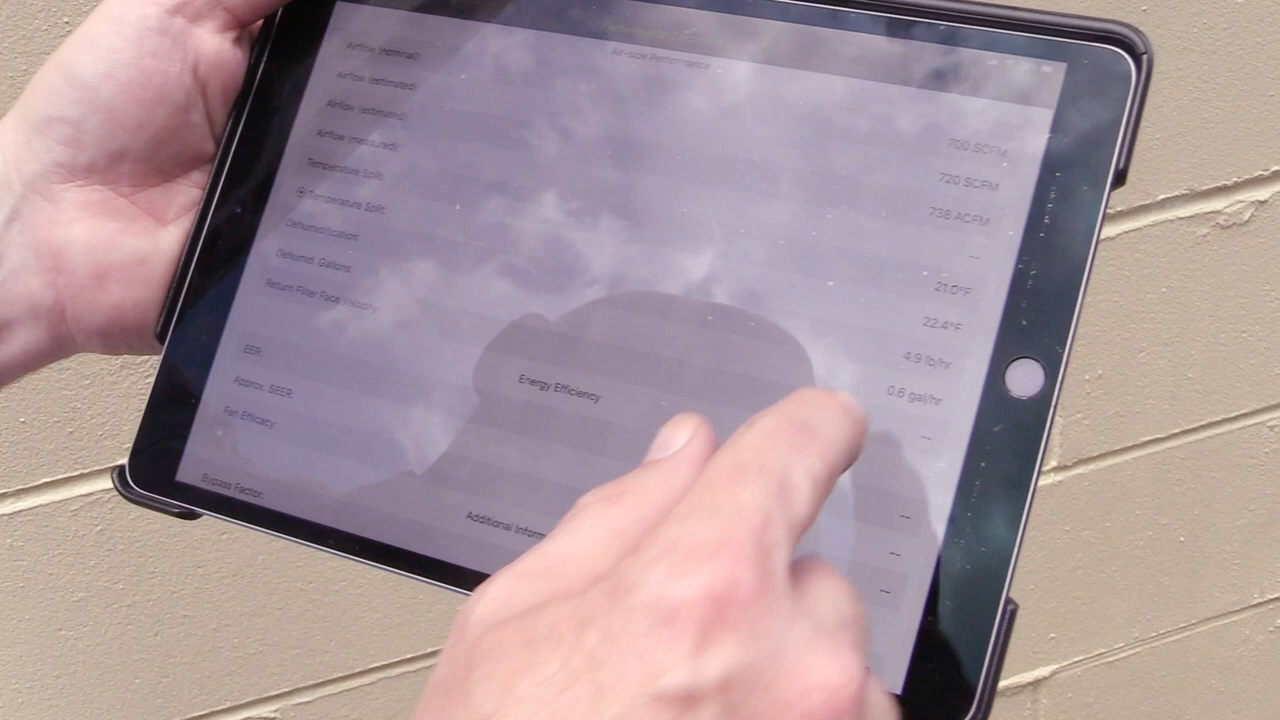 Air-side Performance
Airflow (nominal): 700 SCFM
Airflow (estimated): 720 SCFM
Airflow (estimated): 738 ACFM
Airflow (measured): --
Temperature Split: 21.0°F
Temperature Split: 22.4°F
Dehumidification: 4.9 lb/hr
Dehumid. Gallons: 0.6 gal/hr
Return Filter Face Velocity: --
Energy Efficiency
EER: --
Approx. SEER: --
Fan Efficacy: --
Additional Inform
Bypass Factor: